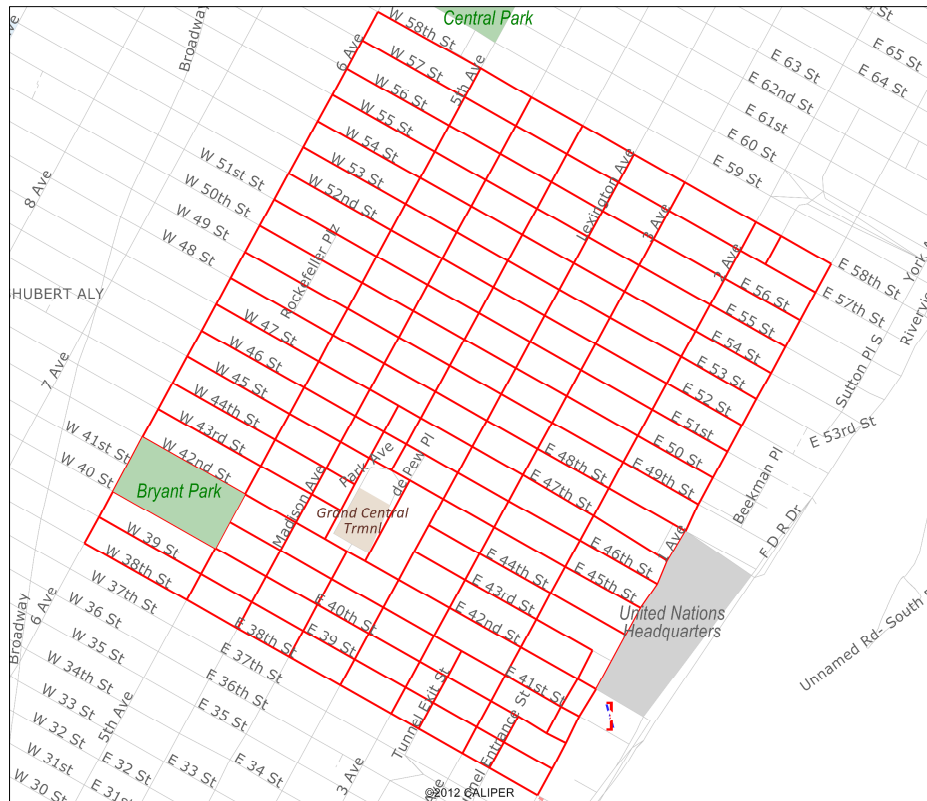 Central Park
W 58th St
W 57 St
W 56 St
W 55 St
W 54 St
W 53 St
W 52nd St
6 Ave
5th Ave
Broadway
E 65 St
E 64 St
E 63 St
E 62nd St
E 61st
E 60 St
E 59 St
W 51st St
W 50th St
W 49 St
W 48 St
8 Ave
Lexington Ave
3 Ave
2 Ave
Rockefeller Plz
E 58th St
E 57th St
HUBERT ALY
E 56 St
E 55 St
E 54 St
E 53 St
E 52 St
E 51st
E 50 St
E 49th St
Sutton Pl S
W 47 St
W 46 St
W 45 St
W 44th St
W 43rd St
W 42nd St
7 Ave
W 41st St
W 40 St
E 53rd St
Bryant Park
Madison Ave
Park Ave
de Pew Pl
E 48th St
E 47th St
Beekman Pl
Grand Central
Trmnl
F D R Dr
1 Ave
W 39 St
W 38th St
E 46th St
E 45th St
E 44th St
E 43rd St
E 42nd St
United Nations
Headquarters
W 37th St
W 36 St
W 35 St
W 34th St
W 33 St
W 32 St
W 31st
W 30 St
6 Ave
Broadway
E 40th St
E 39 St
E 38th St
E 37th St
E 36th St
E 35 St
E 34 St
E 33 St
E 32 St
E 31st
5th Ave
E 41st St
Tunnel Exit St
Entrance St
3 Ave
Unnamed Rd- South
©2012 CALIPER